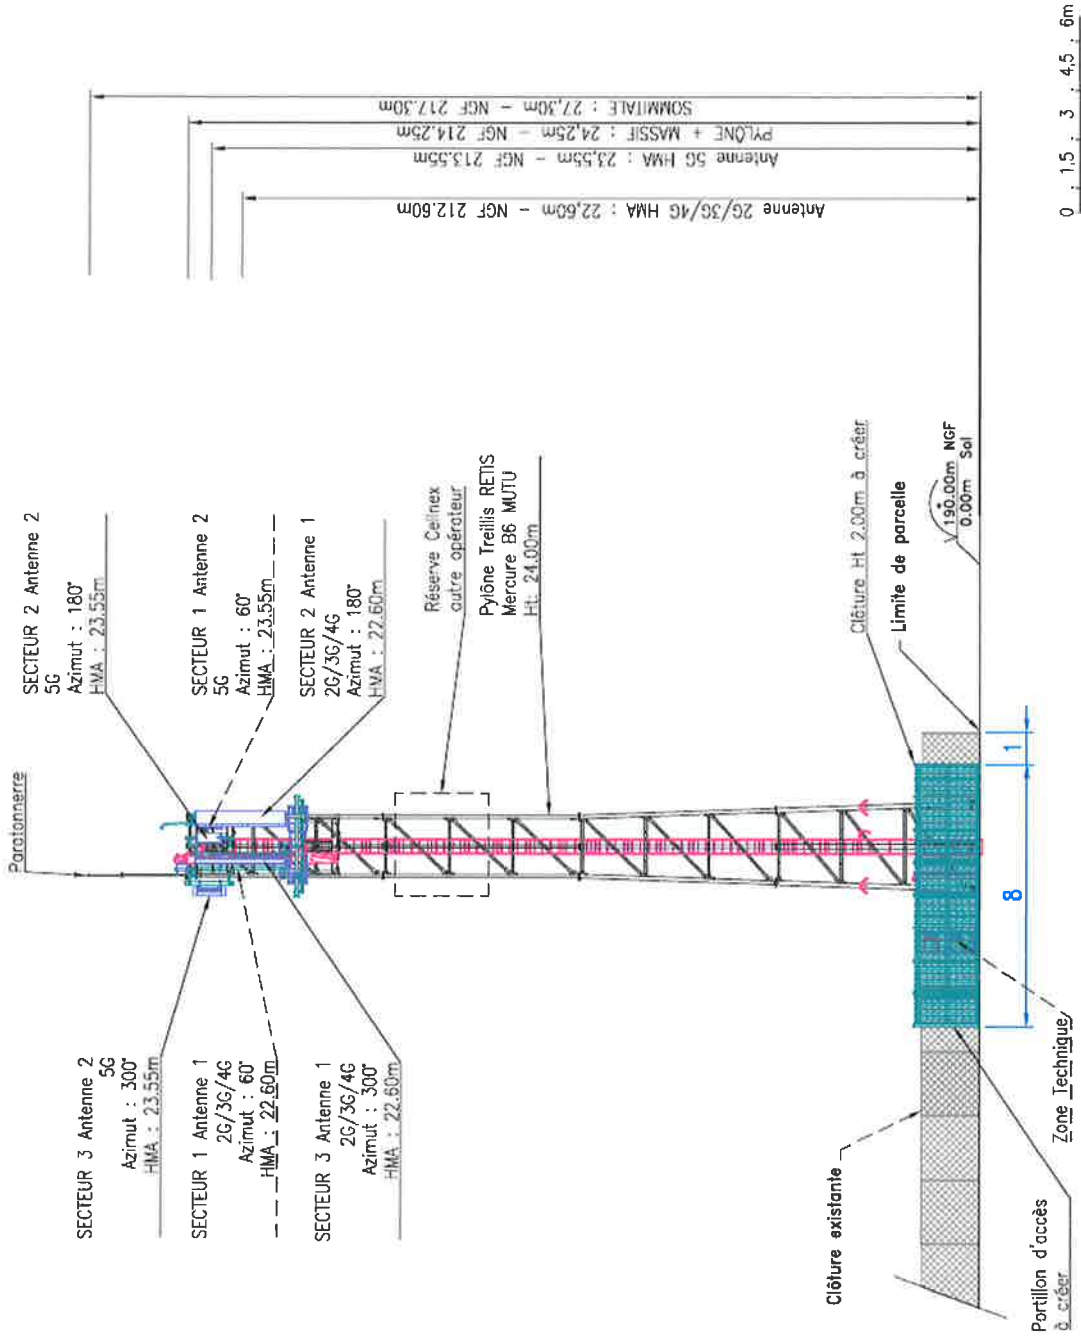 Paratonnerre
SECTEUR 2 Antenne 2
5G
Azimut : 180°
HMA : 23.55m
SECTEUR 1 Antenne 2
5G
Azimut : 60°
HMA : 23.55m
SECTEUR 2 Antenne 1
2G/3G/4G
Azimut : 180°
HMA : 22.60m
SECTEUR 3 Antenne 2
5G
Azimut : 300°
HMA : 23.55m
SECTEUR 1 Antenne 1
2G/3G/4G
Azimut : 60°
HMA : 22.60m
SECTEUR 3 Antenne 1
2G/3G/4G
Azimut : 300°
HMA : 22.60m
Réserve Cellnex
autre opérateur
Pylône Treillis RETIS
Mercure B6 MUTU
Ht: 24.00m
SOMMITALE : 27,30m – NGF 217.30m
PYLÔNE + MASSIF : 24,25m – NGF 214.25m
Antenne 5G HMA : 23,55m – NGF 213.55m
Antenne 2G/3G/4G HMA : 22,60m – NGF 212.60m
Clôture Ht 2.00m à créer
Limite de parcelle
190.00m NGF
0.00m Sol
1
8
Clôture existante
Portillon d'accès
à créer
Zone Technique
0 1,5 3 4,5 6m